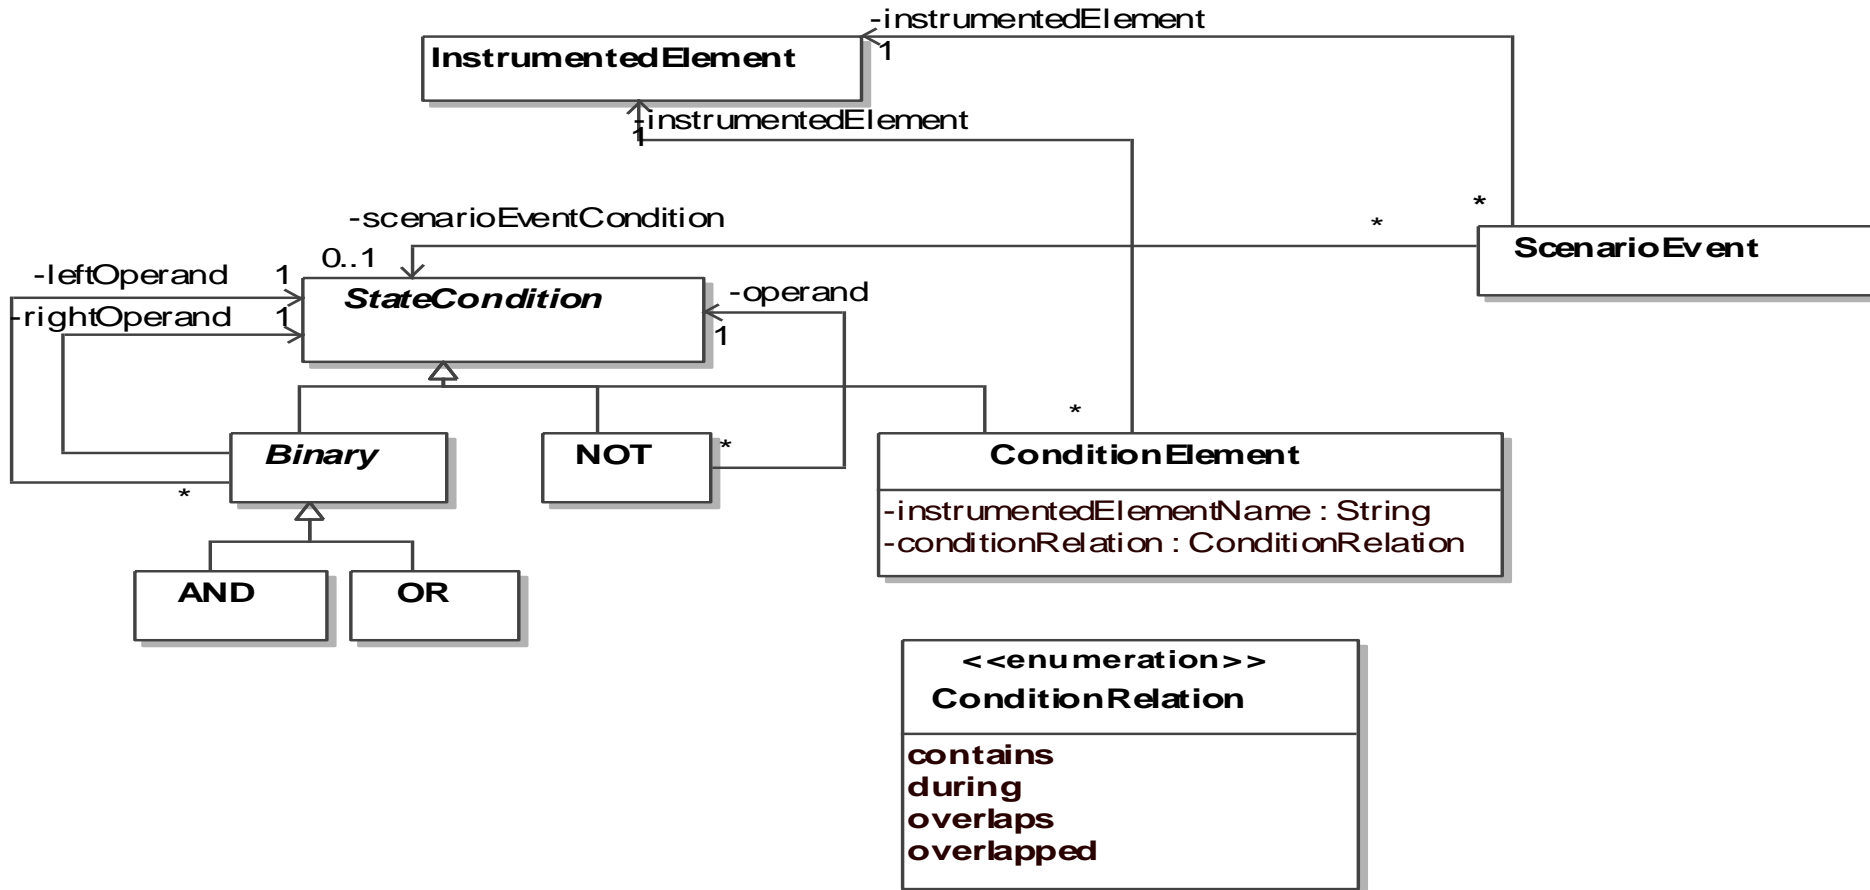 -instrumentedElement
1
InstrumentedElement
-instrumentedElement
1
*
-scenarioEventCondition
*
ScenarioEvent
0..1
-leftOperand 1
StateCondition
-operand
-rightOperand 1
1
*
Binary
NOT
*
ConditionElement
*
-instrumentedElementName : String
-conditionRelation : ConditionRelation
AND
OR
<<enumeration>>
ConditionRelation
contains
during
overlaps
overlapped